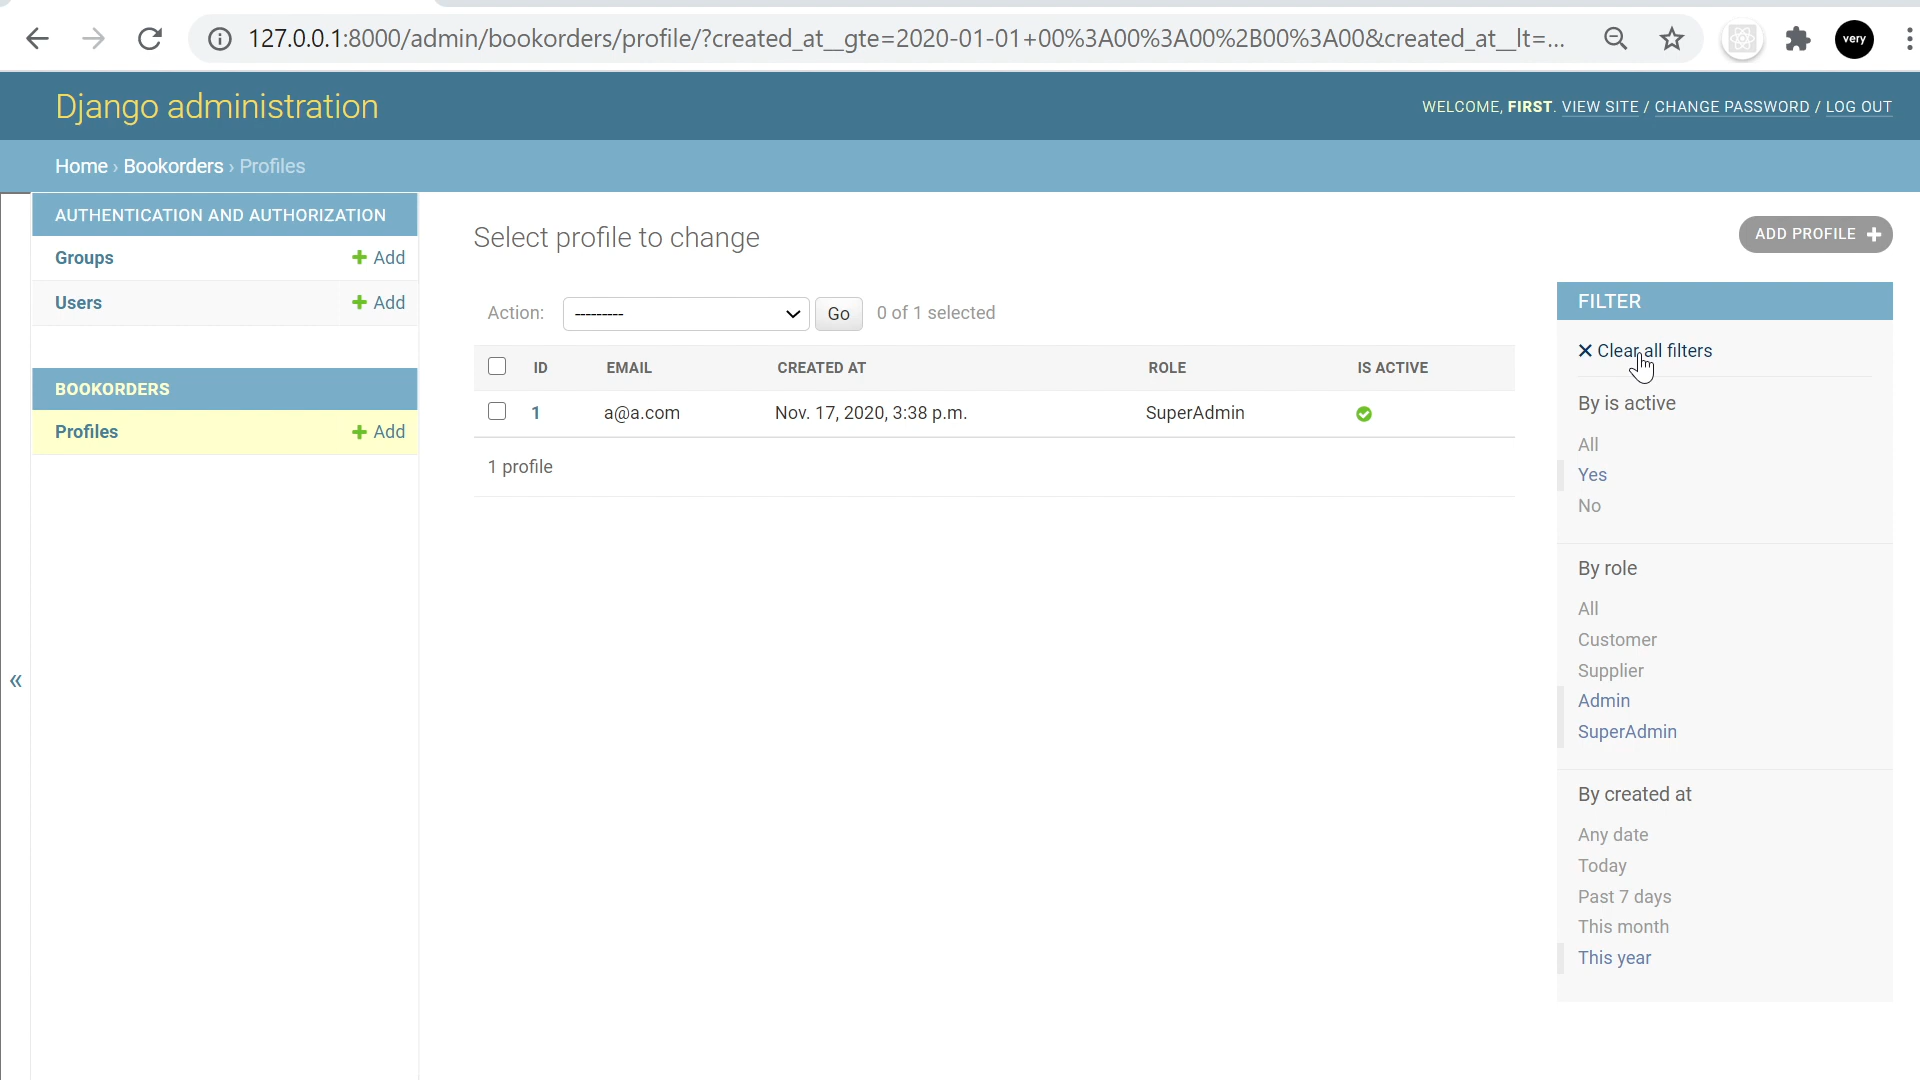 127.0.0.1:8000/admin/bookorders/profile/?created_at__gte=2020-01-01+00%3A00%3A00%2B00%3A00&created_at__lt=...
very
Django administration
WELCOME, FIRST. VIEW SITE / CHANGE PASSWORD / LOG OUT
Home › Bookorders › Profiles
AUTHENTICATION AND AUTHORIZATION
Groups + Add
Users + Add
BOOKORDERS
Profiles + Add
«
Select profile to change
ADD PROFILE +
Action: --------- Go 0 of 1 selected
ID EMAIL CREATED AT ROLE IS ACTIVE
1 a@a.com Nov. 17, 2020, 3:38 p.m. SuperAdmin
1 profile
FILTER
✕ Clear all filters
By is active
All
Yes
No
By role
All
Customer
Supplier
Admin
SuperAdmin
By created at
Any date
Today
Past 7 days
This month
This year